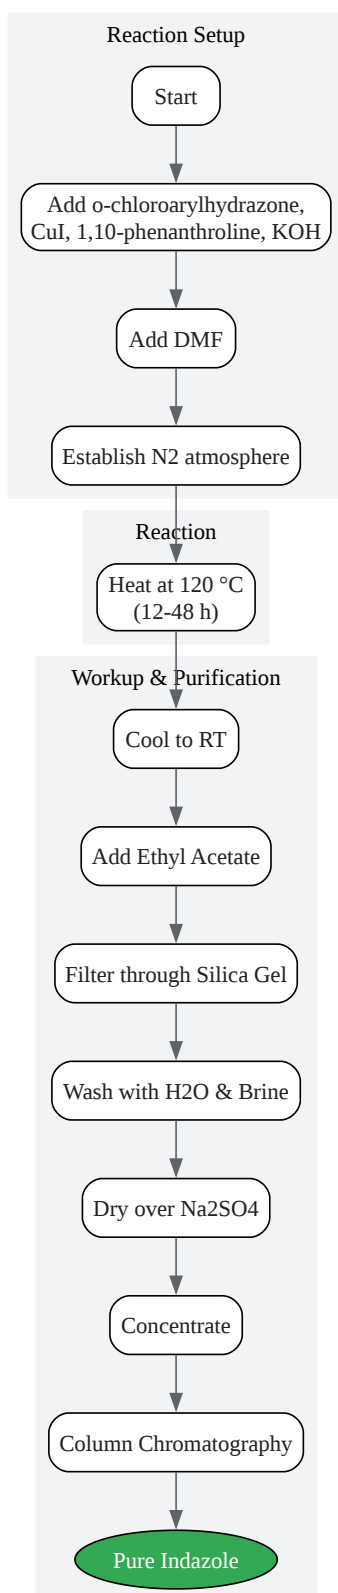 Reaction Setup
Start
Add o-chloroarylhydrazone,
CuI, 1,10-phenanthroline, KOH
Add DMF
Establish N2 atmosphere
Reaction
Heat at 120 °C
(12-48 h)
Workup & Purification
Cool to RT
Add Ethyl Acetate
Filter through Silica Gel
Wash with H2O & Brine
Dry over Na2SO4
Concentrate
Column Chromatography
Pure Indazole